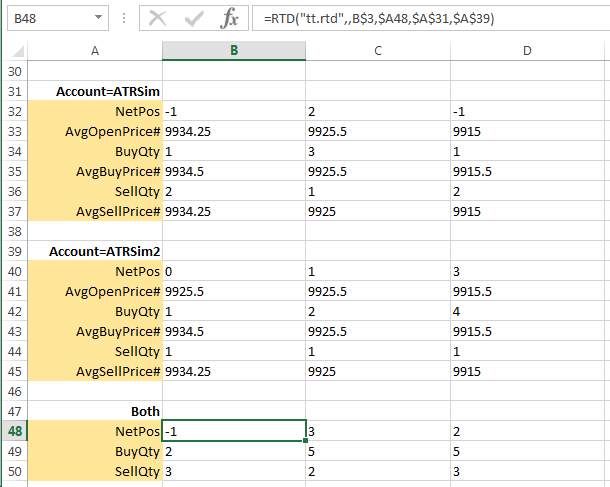 B48 fx =RTD("tt.rtd",,B$3,$A48,$A$31,$A$39)
A B C D
30
31 Account=ATRSim
32 NetPos -1 2 -1
33 AvgOpenPrice# 9934.25 9925.5 9915
34 BuyQty 1 3 1
35 AvgBuyPrice# 9934.5 9925.5 9915.5
36 SellQty 2 1 2
37 AvgSellPrice# 9934.25 9925 9915
38
39 Account=ATRSim2
40 NetPos 0 1 3
41 AvgOpenPrice# 9925.5 9925.5 9915.5
42 BuyQty 1 2 4
43 AvgBuyPrice# 9934.5 9925.5 9915.5
44 SellQty 1 1 1
45 AvgSellPrice# 9934.25 9925 9915
46
47 Both
48 NetPos -1 3 2
49 BuyQty 2 5 5
50 SellQty 3 2 3